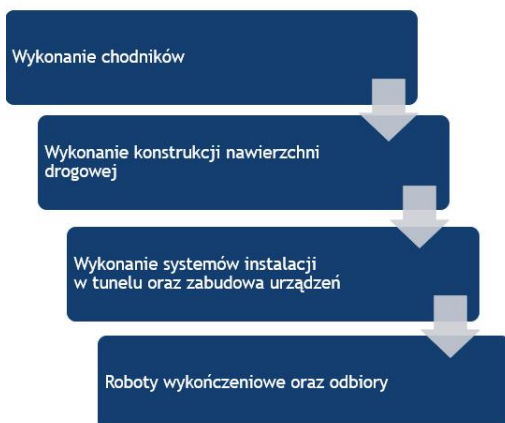 Wykonanie chodników
Wykonanie konstrukcji nawierzchni
drogowej
Wykonanie systemów instalacji
w tunelu oraz zabudowa urządzeń
Roboty wykończeniowe oraz odbiory